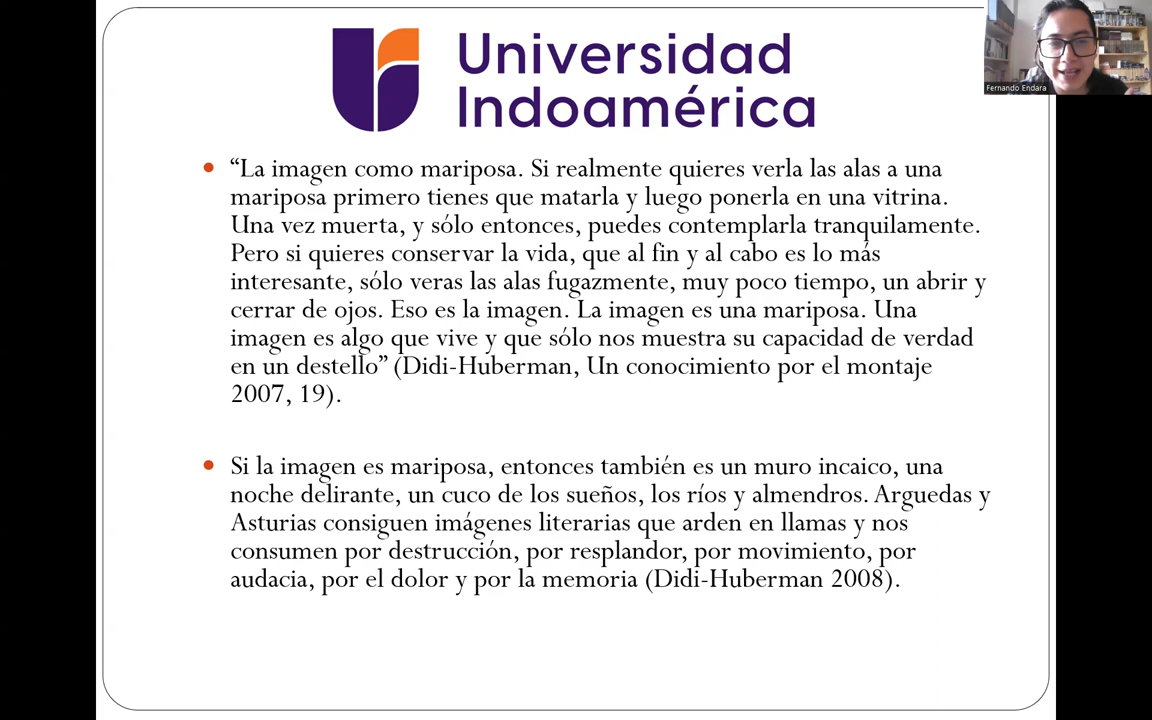 Universidad
Indoamérica
Fernando Endara
• “La imagen como mariposa. Si realmente quieres verla las alas a una
mariposa primero tienes que matarla y luego ponerla en una vitrina.
Una vez muerta, y sólo entonces, puedes contemplarla tranquilamente.
Pero si quieres conservar la vida, que al fin y al cabo es lo más
interesante, sólo veras las alas fugazmente, muy poco tiempo, un abrir y
cerrar de ojos. Eso es la imagen. La imagen es una mariposa. Una
imagen es algo que vive y que sólo nos muestra su capacidad de verdad
en un destello” (Didi-Huberman, Un conocimiento por el montaje
2007, 19).
• Si la imagen es mariposa, entonces también es un muro incaico, una
noche delirante, un cuco de los sueños, los ríos y almendros. Arguedas y
Asturias consiguen imágenes literarias que arden en llamas y nos
consumen por destrucción, por resplandor, por movimiento, por
audacia, por el dolor y por la memoria (Didi-Huberman 2008).